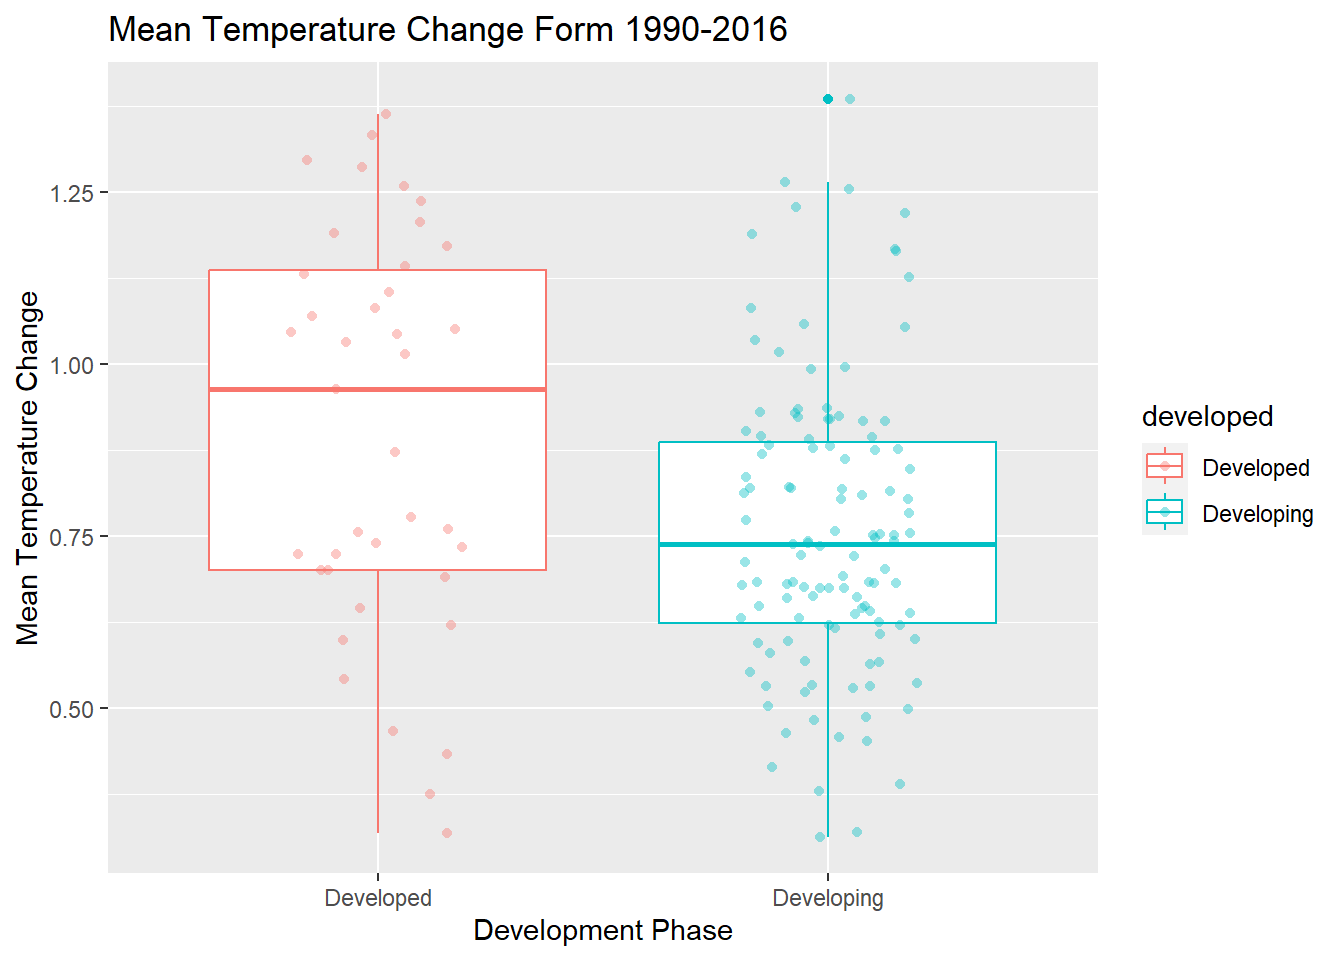 Mean Temperature Change Form 1990-2016
Mean Temperature Change
1.25
1.00
0.75
0.50
Developed
Developing
Development Phase
developed
Developed
Developing